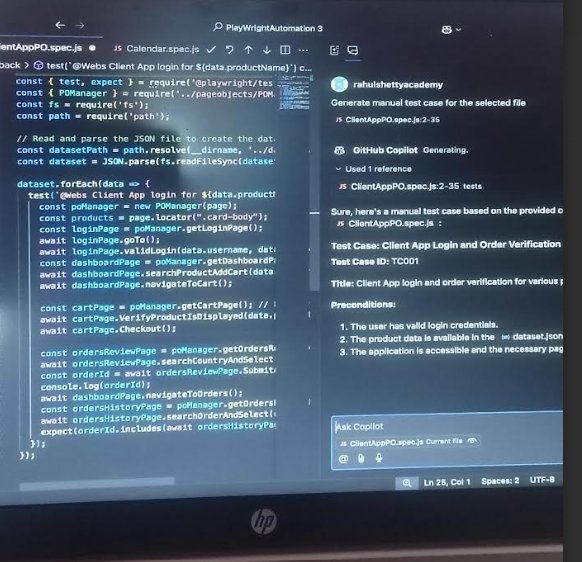 ← →
PlayWrightAutomation 3
entAppPO.spec.js ●
JS Calendar.spec.js
back > test('@Webs Client App login for ${data.productName}') c...
const { test, expect } = require('@playwright/tes
const { POManager } = require('../pageobjects/POM
const fs = require('fs');
const path = require('path');
// Read and parse the JSON file to create the dat
const datasetPath = path.resolve(__dirname, '../d
const dataset = JSON.parse(fs.readFileSync(datase
dataset.forEach(data => {
test(`@Webs Client App login for ${data.product
const poManager = new POManager(page);
const products = page.locator(".card-body");
const loginPage = poManager.getLoginPage();
await loginPage.goTo();
await loginPage.validLogin(data.username, dat
const dashboardPage = poManager.getDashboardP
await dashboardPage.searchProductAddCart(data
await dashboardPage.navigateToCart();
const cartPage = poManager.getCartPage(); //
await cartPage.VerifyProductIsDisplayed(data.
await cartPage.Checkout();
const ordersReviewPage = poManager.getOrdersR
await ordersReviewPage.searchCountryAndSelect
const orderId = await ordersReviewPage.Submit
console.log(orderId);
await dashboardPage.navigateToOrders();
const ordersHistoryPage = poManager.getOrders
await ordersHistoryPage.searchOrderAndSelect(
expect(orderId.includes(await ordersHistoryPa
});
});
rahulshettyacademy
Generate manual test case for the selected file
JS ClientAppPO.spec.js:2-35
GitHub Copilot Generating.
Used 1 reference
JS ClientAppPO.spec.js:2-35 tests
Sure, here's a manual test case based on the provided c
JS ClientAppPO.spec.js :
Test Case: Client App Login and Order Verification
Test Case ID: TC001
Title: Client App login and order verification for various p
Preconditions:
1. The user has valid login credentials.
2. The product data is available in the dataset.json
3. The application is accessible and the necessary pag
Ask Copilot
JS ClientAppPO.spec.js Current file
@
Ln 25, Col 1 Spaces: 2 UTF-8
hp